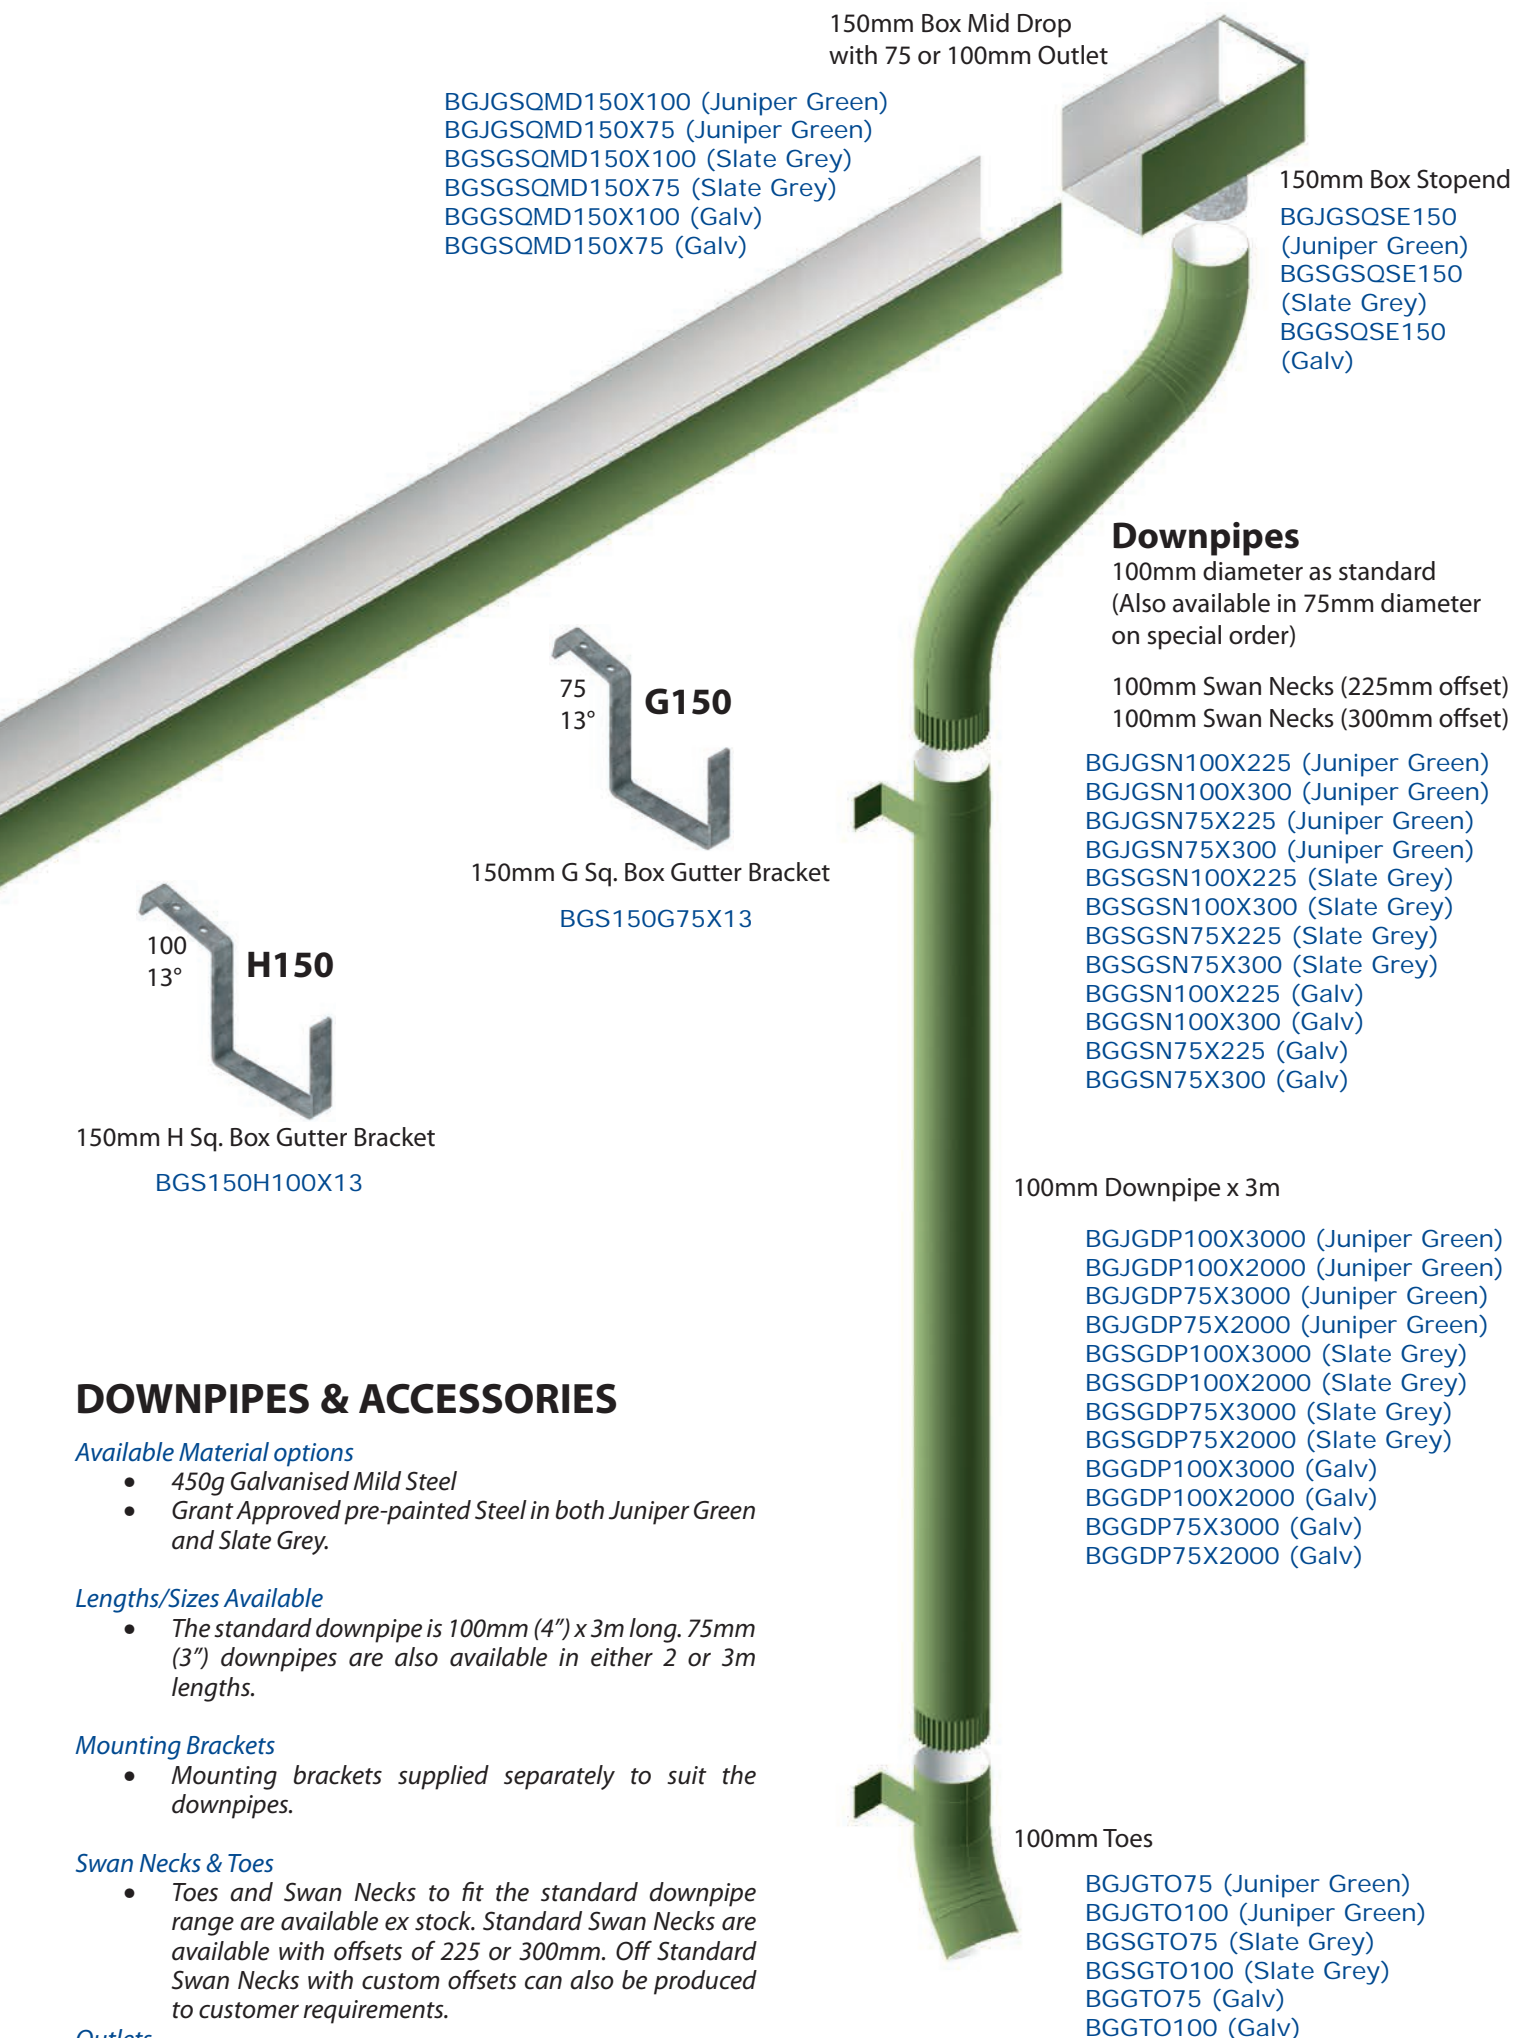 150mm Box Mid Drop
with 75 or 100mm Outlet
BGJGSQMD150X100 (Juniper Green)
BGJGSQMD150X75 (Juniper Green)
BGSGSQMD150X100 (Slate Grey)
BGSGSQMD150X75 (Slate Grey)
BGGSQMD150X100 (Galv)
BGGSQMD150X75 (Galv)
150mm Box Stopend
BGJGSQSE150
(Juniper Green)
BGSGSQSE150
(Slate Grey)
BGGSQSE150
(Galv)
Downpipes
100mm diameter as standard
(Also available in 75mm diameter
on special order)
100mm Swan Necks (225mm offset)
100mm Swan Necks (300mm offset)
BGJGSN100X225 (Juniper Green)
BGJGSN100X300 (Juniper Green)
BGJGSN75X225 (Juniper Green)
BGJGSN75X300 (Juniper Green)
BGSGSN100X225 (Slate Grey)
BGSGSN100X300 (Slate Grey)
BGSGSN75X225 (Slate Grey)
BGSGSN75X300 (Slate Grey)
BGGSN100X225 (Galv)
BGGSN100X300 (Galv)
BGGSN75X225 (Galv)
BGGSN75X300 (Galv)
75
13°
G150
150mm G Sq. Box Gutter Bracket
BGS150G75X13
100
13°
H150
150mm H Sq. Box Gutter Bracket
BGS150H100X13
100mm Downpipe x 3m
BGJGDP100X3000 (Juniper Green)
BGJGDP100X2000 (Juniper Green)
BGJGDP75X3000 (Juniper Green)
BGJGDP75X2000 (Juniper Green)
BGSGDP100X3000 (Slate Grey)
BGSGDP100X2000 (Slate Grey)
BGSGDP75X3000 (Slate Grey)
BGSGDP75X2000 (Slate Grey)
BGGDP100X3000 (Galv)
BGGDP100X2000 (Galv)
BGGDP75X3000 (Galv)
BGGDP75X2000 (Galv)
DOWNPIPES & ACCESSORIES
Available Material options
• 450g Galvanised Mild Steel
• Grant Approved pre-painted Steel in both Juniper Green
and Slate Grey.
Lengths/Sizes Available
• The standard downpipe is 100mm (4”) x 3m long. 75mm
(3”) downpipes are also available in either 2 or 3m
lengths.
Mounting Brackets
• Mounting brackets supplied separately to suit the
downpipes.
Swan Necks & Toes
• Toes and Swan Necks to fit the standard downpipe
range are available ex stock. Standard Swan Necks are
available with offsets of 225 or 300mm. Off Standard
Swan Necks with custom offsets can also be produced
to customer requirements.
Outlets
100mm Toes
BGJGTO75 (Juniper Green)
BGJGTO100 (Juniper Green)
BGSGTO75 (Slate Grey)
BGSGTO100 (Slate Grey)
BGGTO75 (Galv)
BGGTO100 (Galv)